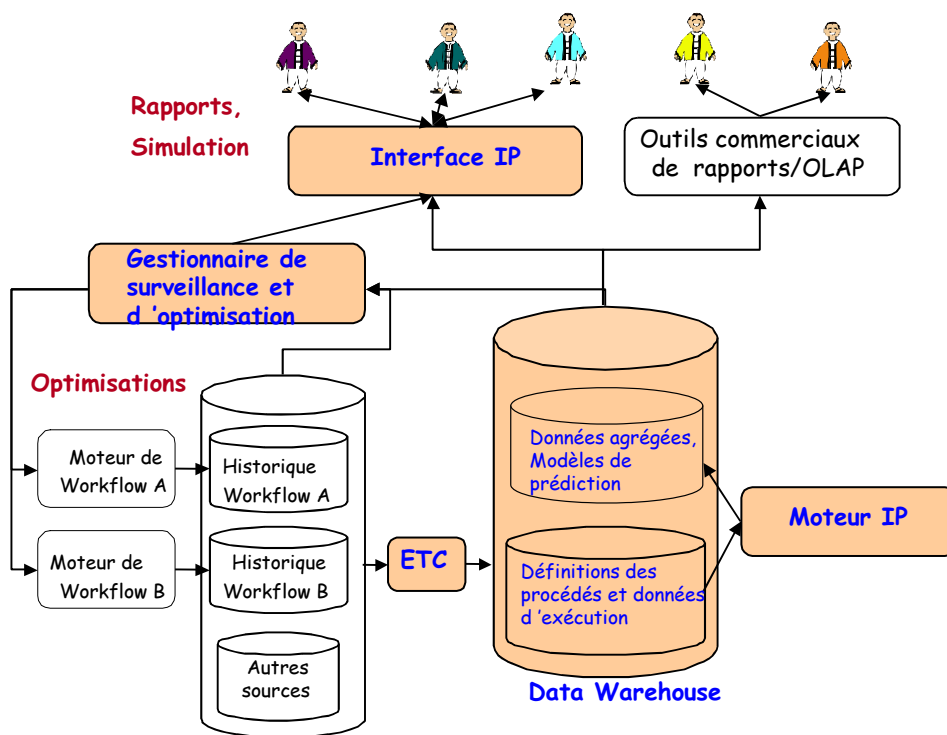 Rapports,
Simulation
Interface IP
Outils commerciaux
de rapports/OLAP
Gestionnaire de
surveillance et
d ’optimisation
Optimisations
Moteur de
Workflow A
Historique
Workflow A
Données agrégées,
Modèles de
prédiction
Moteur IP
Moteur de
Workflow B
Historique
Workflow B
ETC
Définitions des
procédés et données
d ’exécution
Autres
sources
Data Warehouse